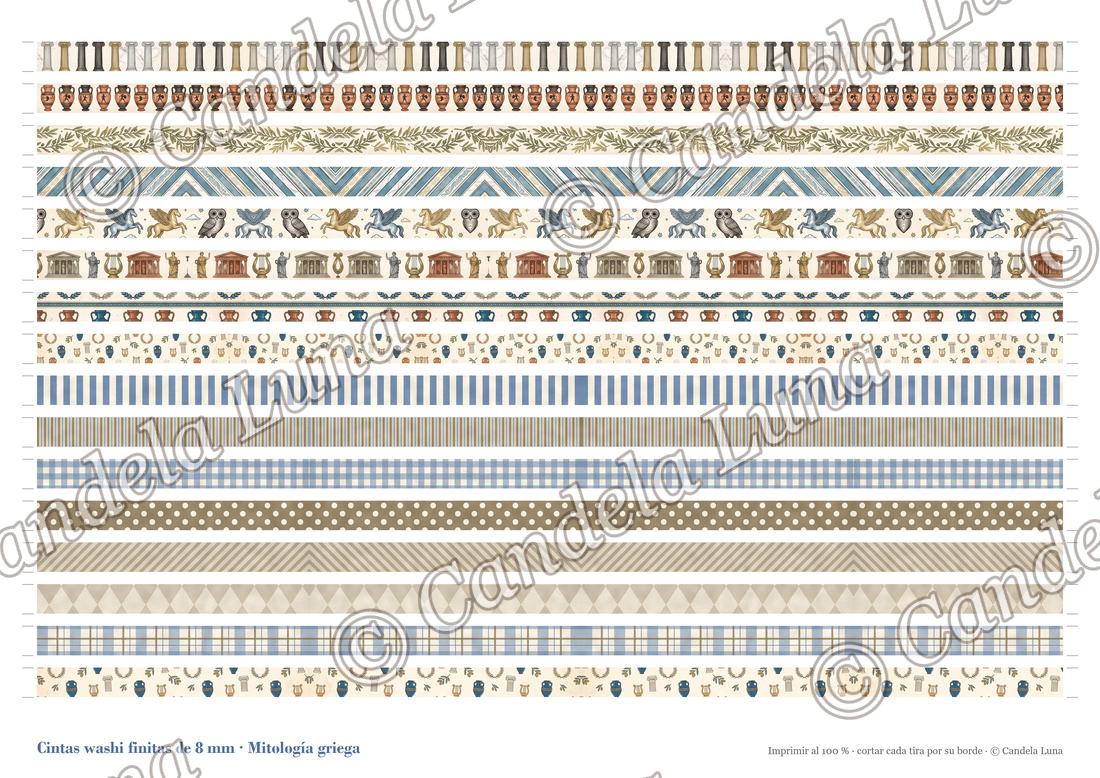 © Candela Luna
© Candela Luna
© Candela Luna
© Candela Luna
Candela Luna
© Candela
Cintas washi finitas de 8 mm · Mitología griega
Imprimir al 100 % · cortar cada tira por su borde · © Candela Luna